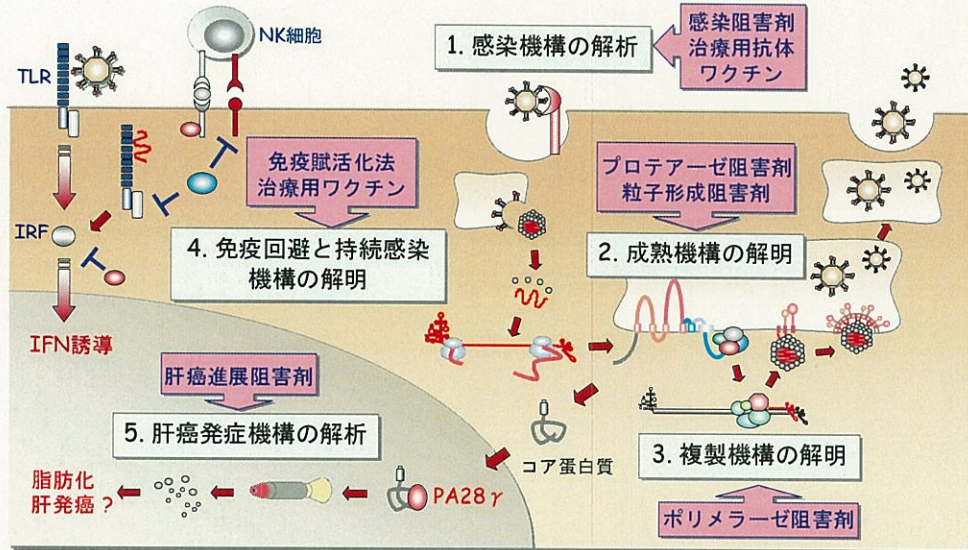 NK細胞
TLR
1. 感染機構の解析
感染阻害剤
治療用抗体
ワクチン
免疫賦活化法
治療用ワクチン
プロテアーゼ阻害剤
粒子形成阻害剤
IRF
4. 免疫回避と持続感染
機構の解明
2. 成熟機構の解明
IFN誘導
肝癌進展阻害剤
5. 肝癌発症機構の解析
コア蛋白質
3. 複製機構の解明
脂肪化
肝発癌?
PA28γ
ポリメラーゼ阻害剤